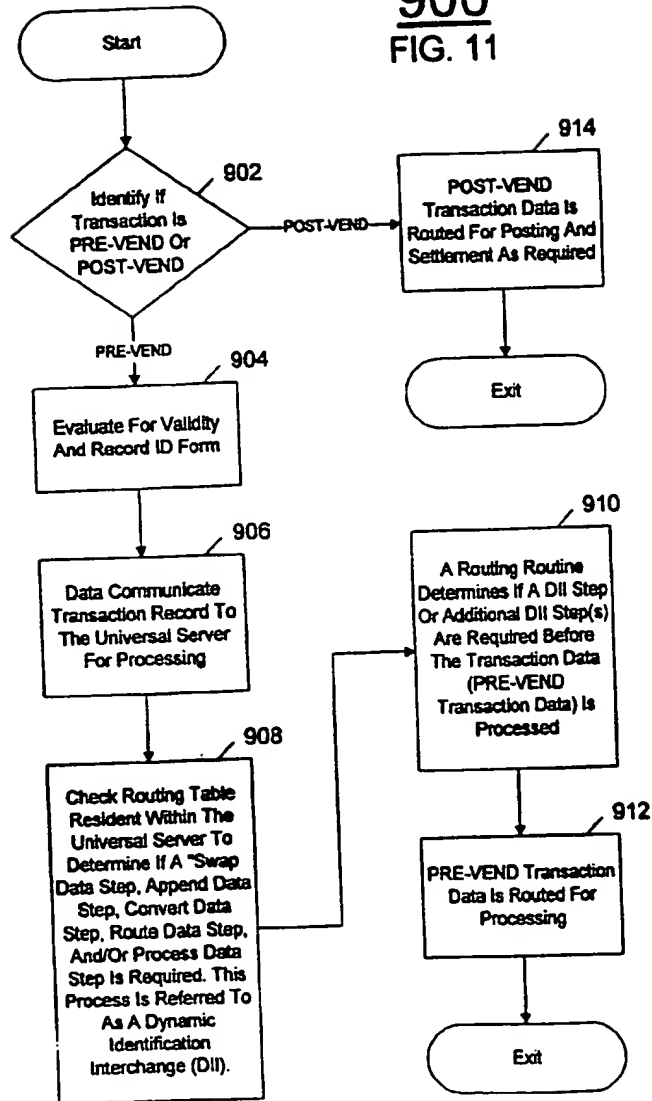 900
FIG. 11
Start
902
Identify If
Transaction Is
PRE-VEND Or
POST-VEND
POST-VEND
914
POST-VEND
Transaction Data Is
Routed For Posting And
Settlement As Required
Exit
PRE-VEND
904
Evaluate For Validity
And Record ID Form
906
Data Communicate
Transaction Record To
The Universal Server
For Processing
908
Check Routing Table
Resident Within The
Universal Server To
Determine If A "Swap
Data Step, Append Data
Step, Convert Data
Step, Route Data Step,
And/Or Process Data
Step Is Required. This
Process Is Referred To
As A Dynamic
Identification
Interchange (DII).
910
A Routing Routine
Determines If A DII Step
Or Additional DII Step(s)
Are Required Before
The Transaction Data
(PRE-VEND
Transaction Data) Is
Processed
912
PRE-VEND Transaction
Data Is Routed For
Processing
Exit